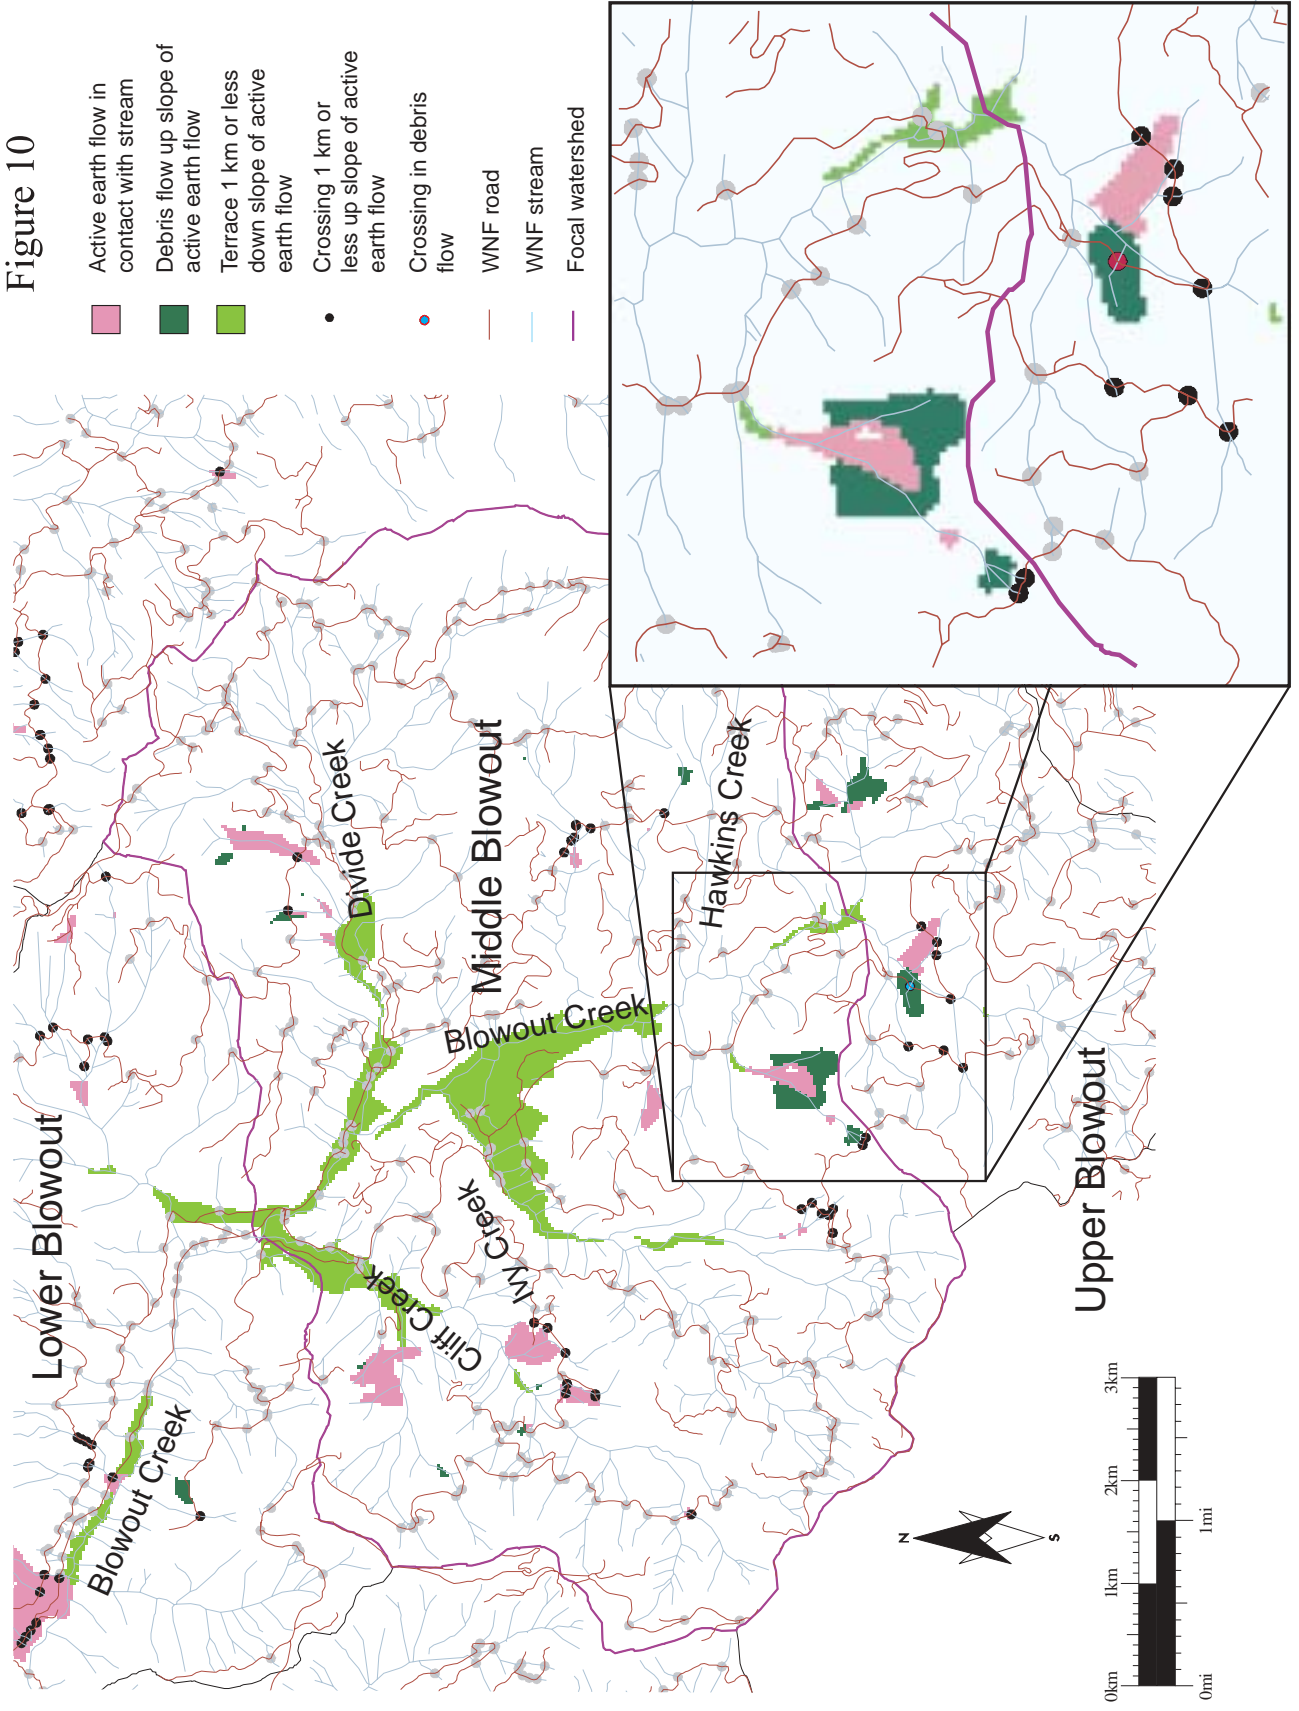 Figure 10
Active earth flow in
contact with stream
Debris flow up slope of
active earth flow
Terrace 1 km or less
down slope of active
earth flow
Crossing 1 km or
less up slope of active
earth flow
Crossing in debris
flow
WNF road
WNF stream
Focal watershed
Lower Blowout
Blowout Creek
Divide Creek
Middle Blowout
Blowout Creek
Cliff Creek
Ivy Creek
Hawkins Creek
Upper Blowout
N
S
0km
1km
2km
3km
0mi
1mi